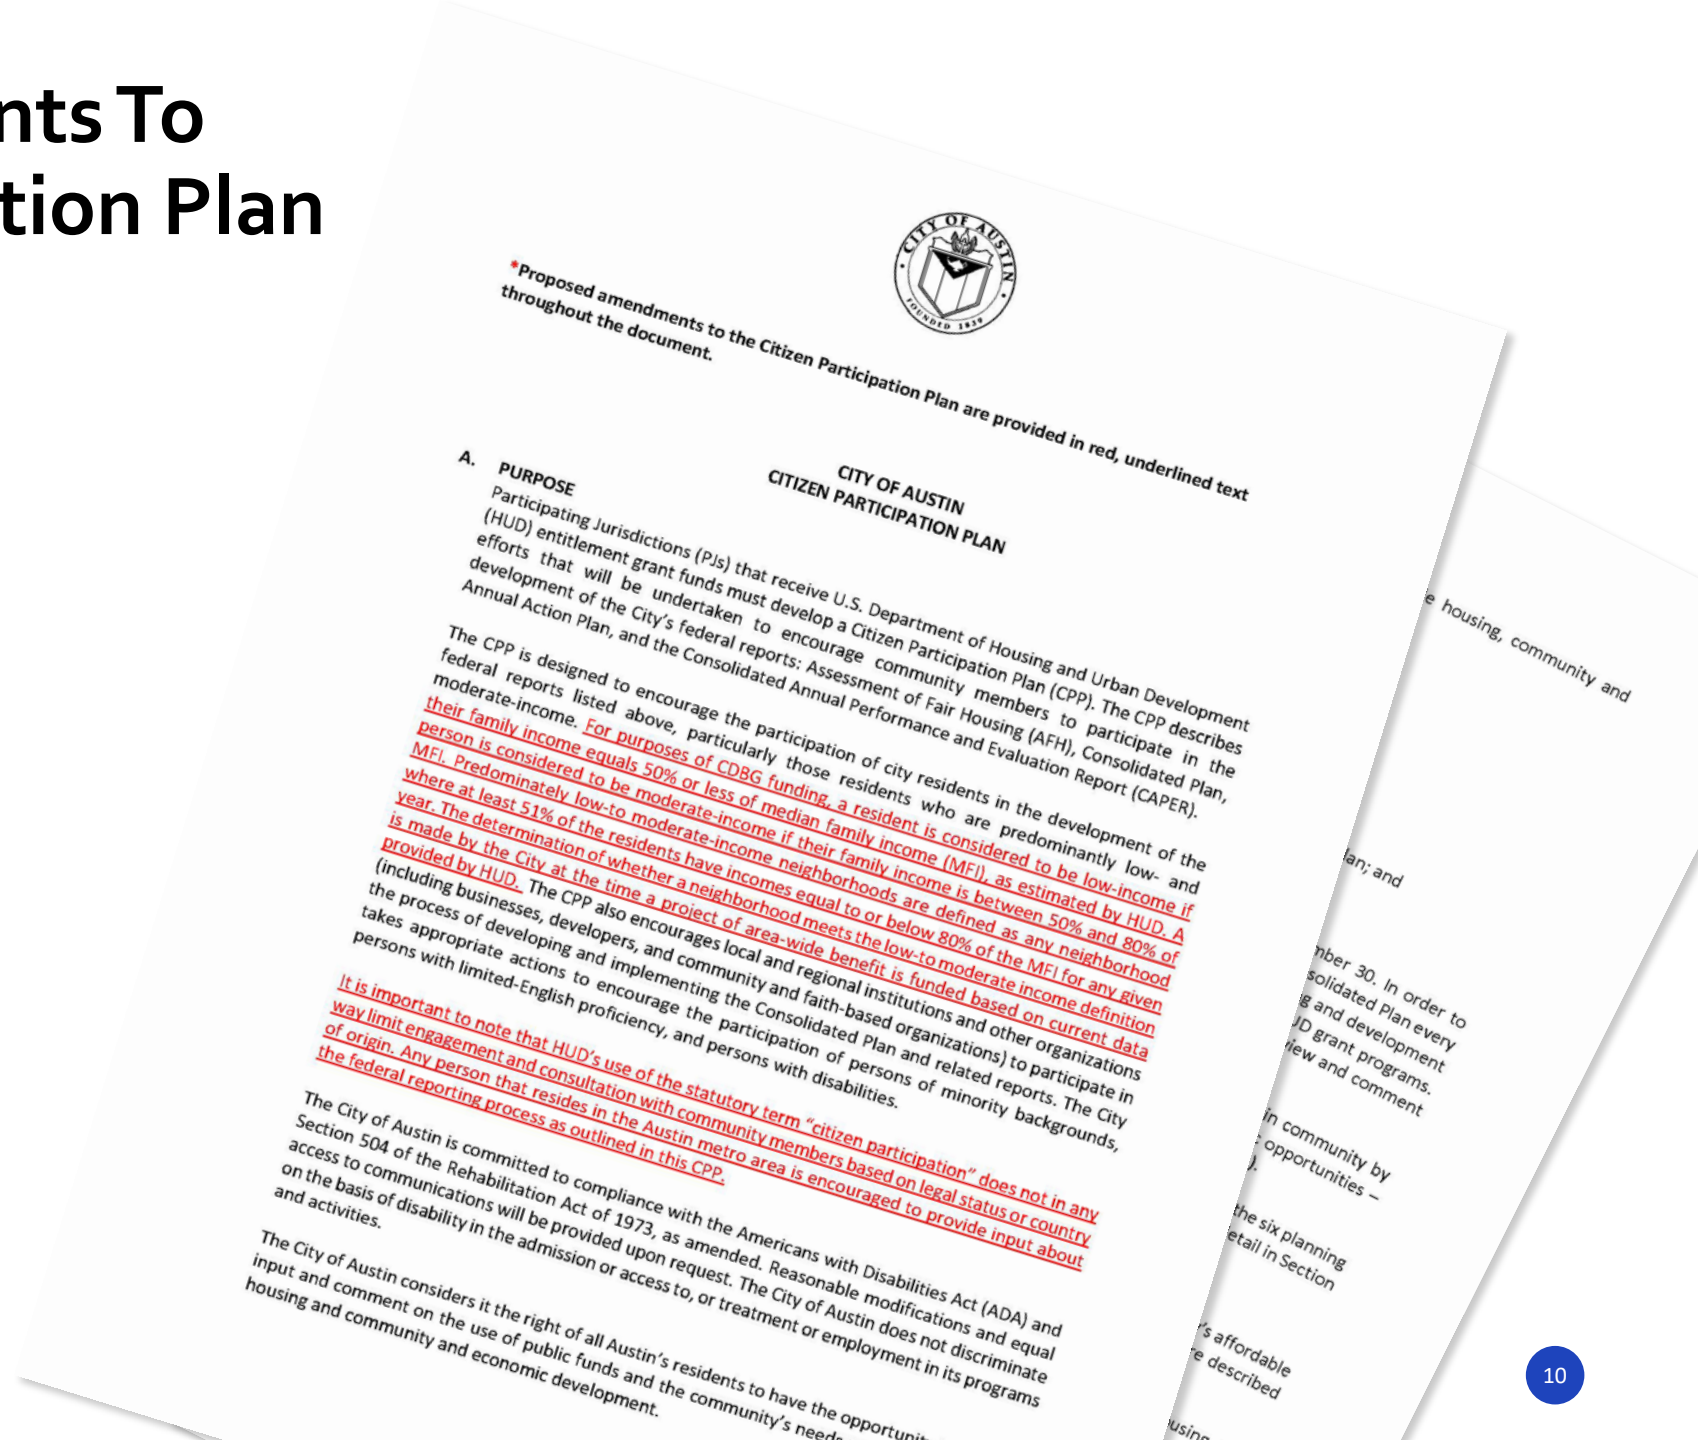 nts To
tion Plan
CITY OF AUSTIN
FOUNDED 1839
*Proposed amendments to the Citizen Participation Plan are provided in red, underlined text
throughout the document.
CITY OF AUSTIN
CITIZEN PARTICIPATION PLAN
A. PURPOSE
Participating Jurisdictions (PJs) that receive U.S. Department of Housing and Urban Development
(HUD) entitlement grant funds must develop a Citizen Participation Plan (CPP). The CPP describes
efforts that will be undertaken to encourage community members to participate in the
development of the City's federal reports: Assessment of Fair Housing (AFH), Consolidated Plan,
Annual Action Plan, and the Consolidated Annual Performance and Evaluation Report (CAPER).
The CPP is designed to encourage the participation of city residents in the development of the
federal reports listed above, particularly those residents who are predominantly low- and
moderate-income. For purposes of CDBG funding, a resident is considered to be low-income if
their family income equals 50% or less of median family income (MFI), as estimated by HUD. A
person is considered to be moderate-income if their family income is between 50% and 80% of
MFI. Predominately low-to moderate-income neighborhoods are defined as any neighborhood
where at least 51% of the residents have incomes equal to or below 80% of the MFI for any given
year. The determination of whether a neighborhood meets the low-to moderate income definition
is made by the City at the time a project of area-wide benefit is funded based on current data
provided by HUD. The CPP also encourages local and regional institutions and other organizations
(including businesses, developers, and community and faith-based organizations) to participate in
the process of developing and implementing the Consolidated Plan and related reports. The City
takes appropriate actions to encourage the participation of persons of minority backgrounds,
persons with limited-English proficiency, and persons with disabilities.
It is important to note that HUD's use of the statutory term "citizen participation" does not in any
way limit engagement and consultation with community members based on legal status or country
of origin. Any person that resides in the Austin metro area is encouraged to provide input about
the federal reporting process as outlined in this CPP.
The City of Austin is committed to compliance with the Americans with Disabilities Act (ADA) and
Section 504 of the Rehabilitation Act of 1973, as amended. Reasonable modifications and equal
access to communications will be provided upon request. The City of Austin does not discriminate
on the basis of disability in the admission or access to, or treatment or employment in its programs
and activities.
The City of Austin considers it the right of all Austin's residents to have the opportunit
input and comment on the use of public funds and the community's needs
housing and community and economic development.
e housing, community and
lan; and
mber 30. In order to
solidated Plan every
g and development
UD grant programs.
view and comment
in community by
opportunities –
).
the six planning
etail in Section
's affordable
re described
using
10